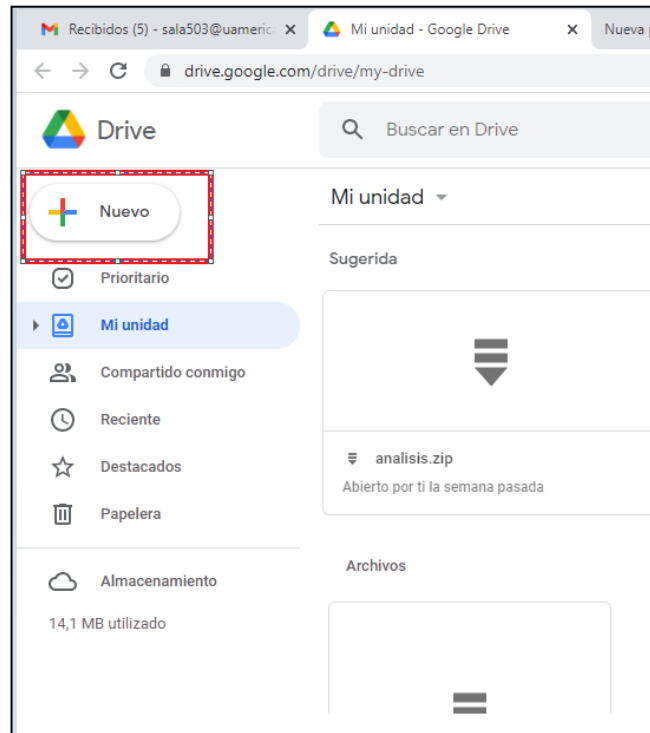 Recibidos (5) - sala503@uameric
Mi unidad - Google Drive
Nueva
drive.google.com/drive/my-drive
Drive
Buscar en Drive
Nuevo
Mi unidad
Prioritario
Mi unidad
Compartido conmigo
Reciente
Destacados
Papelera
Almacenamiento
14,1 MB utilizado
Sugerida
analisis.zip
Abierto por ti la semana pasada
Archivos